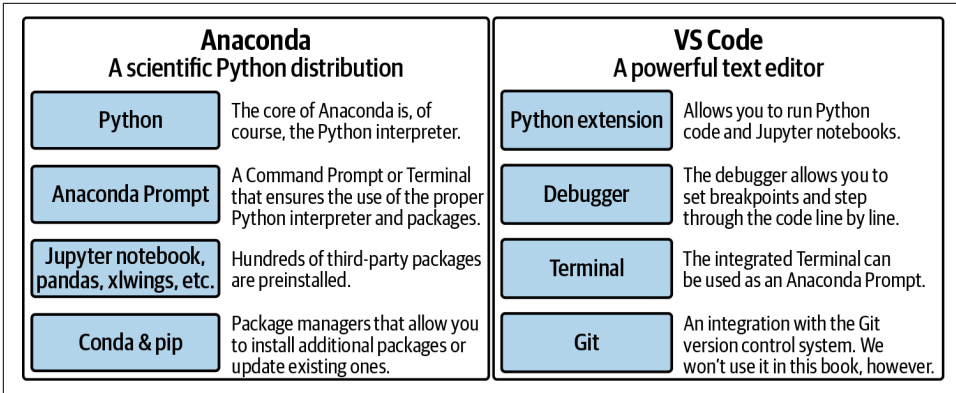 Anaconda
A scientific Python distribution
Python
The core of Anaconda is, of
course, the Python interpreter.
Anaconda Prompt
A Command Prompt or Terminal
that ensures the use of the proper
Python interpreter and packages.
Jupyter notebook,
pandas, xlwings, etc.
Hundreds of third-party packages
are preinstalled.
Conda & pip
Package managers that allow you
to install additional packages or
update existing ones.
VS Code
A powerful text editor
Python extension
Allows you to run Python
code and Jupyter notebooks.
Debugger
The debugger allows you to
set breakpoints and step
through the code line by line.
Terminal
The integrated Terminal can
be used as an Anaconda Prompt.
Git
An integration with the Git
version control system. We
won't use it in this book, however.